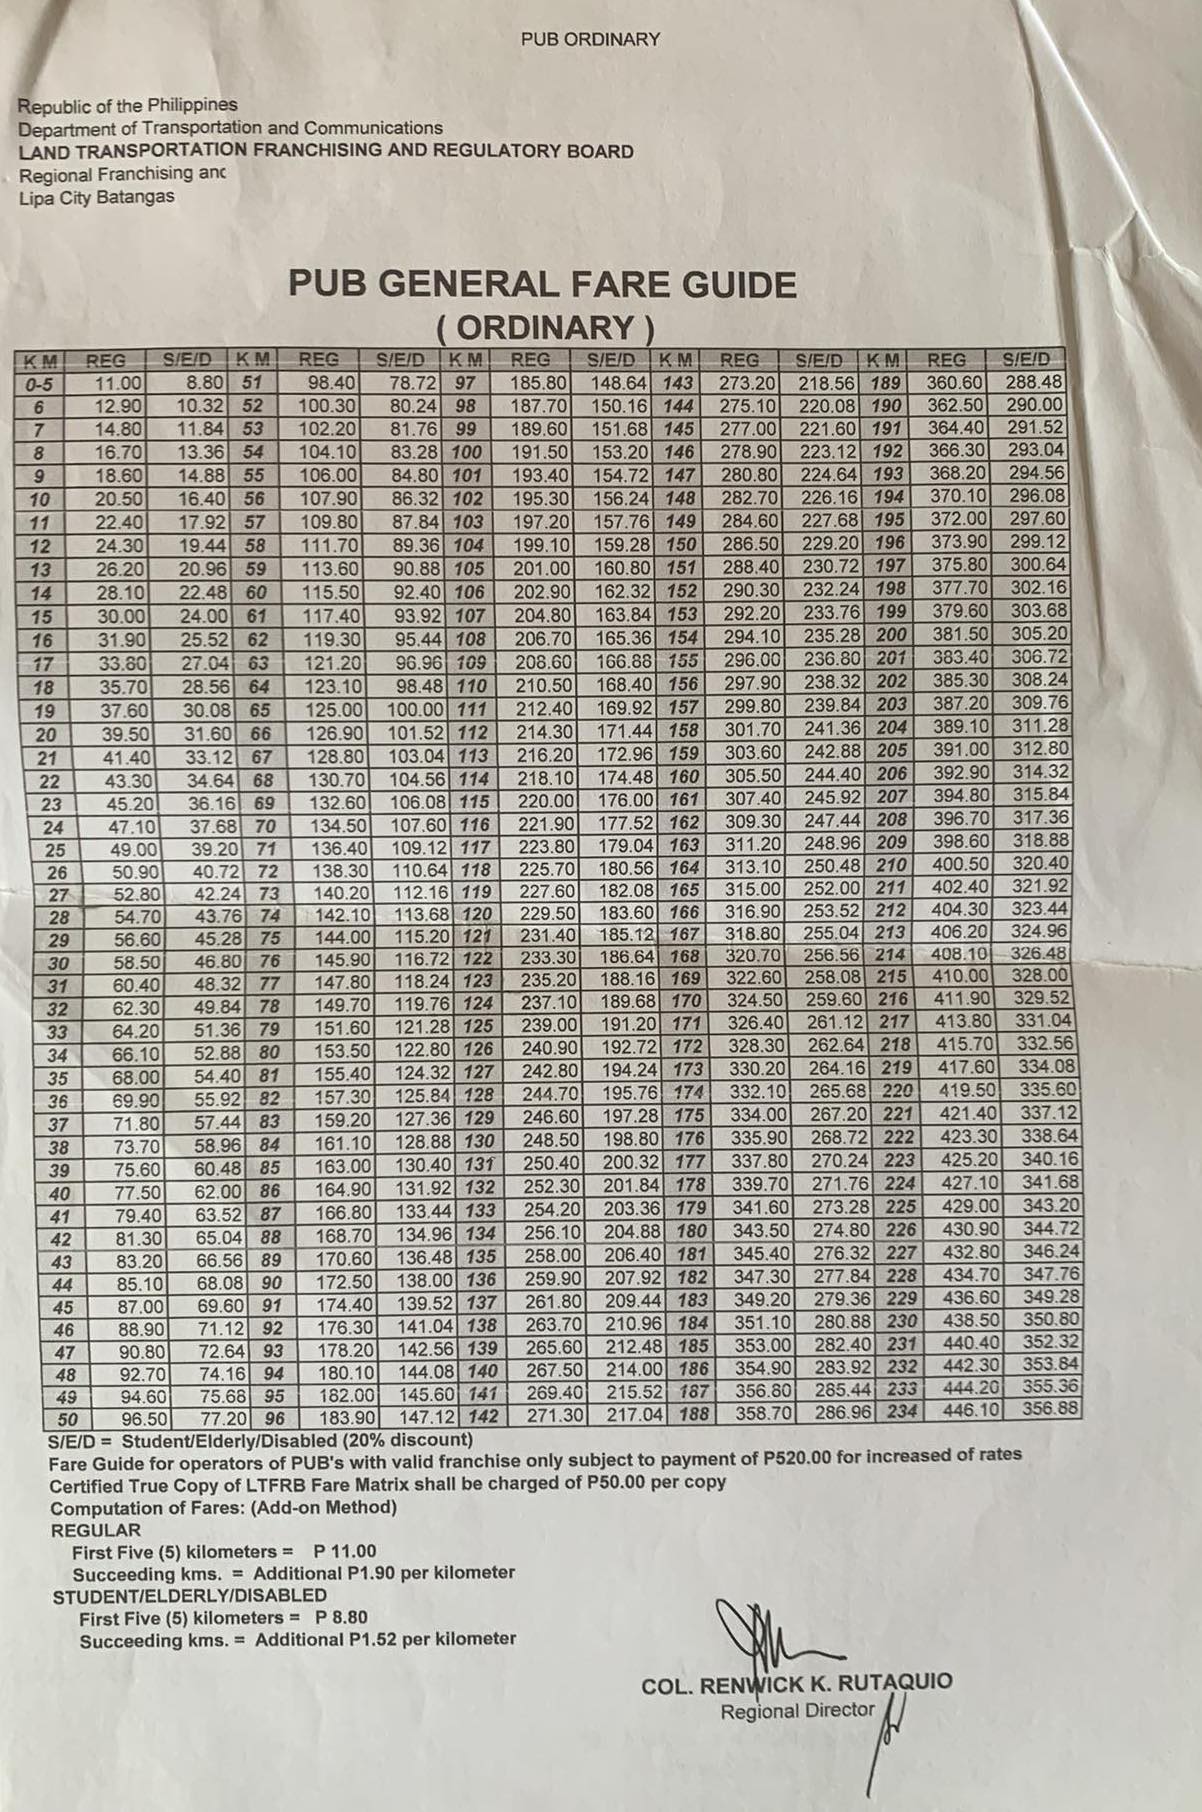 PUB ORDINARY
Republic of the Philippines
Department of Transportation and Communications
LAND TRANSPORTATION FRANCHISING AND REGULATORY BOARD
Regional Franchising and
Lipa City Batangas
PUB GENERAL FARE GUIDE
( ORDINARY )
K M REG S/E/D K M REG S/E/D K M REG S/E/D K M REG S/E/D K M REG S/E/D
0-5 11.00 8.80 51 98.40 78.72 97 185.80 148.64 143 273.20 218.56 189 360.60 288.48
6 12.90 10.32 52 100.30 80.24 98 187.70 150.16 144 275.10 220.08 190 362.50 290.00
7 14.80 11.84 53 102.20 81.76 99 189.60 151.68 145 277.00 221.60 191 364.40 291.52
8 16.70 13.36 54 104.10 83.28 100 191.50 153.20 146 278.90 223.12 192 366.30 293.04
9 18.60 14.88 55 106.00 84.80 101 193.40 154.72 147 280.80 224.64 193 368.20 294.56
10 20.50 16.40 56 107.90 86.32 102 195.30 156.24 148 282.70 226.16 194 370.10 296.08
11 22.40 17.92 57 109.80 87.84 103 197.20 157.76 149 284.60 227.68 195 372.00 297.60
12 24.30 19.44 58 111.70 89.36 104 199.10 159.28 150 286.50 229.20 196 373.90 299.12
13 26.20 20.96 59 113.60 90.88 105 201.00 160.80 151 288.40 230.72 197 375.80 300.64
14 28.10 22.48 60 115.50 92.40 106 202.90 162.32 152 290.30 232.24 198 377.70 302.16
15 30.00 24.00 61 117.40 93.92 107 204.80 163.84 153 292.20 233.76 199 379.60 303.68
16 31.90 25.52 62 119.30 95.44 108 206.70 165.36 154 294.10 235.28 200 381.50 305.20
17 33.80 27.04 63 121.20 96.96 109 208.60 166.88 155 296.00 236.80 201 383.40 306.72
18 35.70 28.56 64 123.10 98.48 110 210.50 168.40 156 297.90 238.32 202 385.30 308.24
19 37.60 30.08 65 125.00 100.00 111 212.40 169.92 157 299.80 239.84 203 387.20 309.76
20 39.50 31.60 66 126.90 101.52 112 214.30 171.44 158 301.70 241.36 204 389.10 311.28
21 41.40 33.12 67 128.80 103.04 113 216.20 172.96 159 303.60 242.88 205 391.00 312.80
22 43.30 34.64 68 130.70 104.56 114 218.10 174.48 160 305.50 244.40 206 392.90 314.32
23 45.20 36.16 69 132.60 106.08 115 220.00 176.00 161 307.40 245.92 207 394.80 315.84
24 47.10 37.68 70 134.50 107.60 116 221.90 177.52 162 309.30 247.44 208 396.70 317.36
25 49.00 39.20 71 136.40 109.12 117 223.80 179.04 163 311.20 248.96 209 398.60 318.88
26 50.90 40.72 72 138.30 110.64 118 225.70 180.56 164 313.10 250.48 210 400.50 320.40
27 52.80 42.24 73 140.20 112.16 119 227.60 182.08 165 315.00 252.00 211 402.40 321.92
28 54.70 43.76 74 142.10 113.68 120 229.50 183.60 166 316.90 253.52 212 404.30 323.44
29 56.60 45.28 75 144.00 115.20 121 231.40 185.12 167 318.80 255.04 213 406.20 324.96
30 58.50 46.80 76 145.90 116.72 122 233.30 186.64 168 320.70 256.56 214 408.10 326.48
31 60.40 48.32 77 147.80 118.24 123 235.20 188.16 169 322.60 258.08 215 410.00 328.00
32 62.30 49.84 78 149.70 119.76 124 237.10 189.68 170 324.50 259.60 216 411.90 329.52
33 64.20 51.36 79 151.60 121.28 125 239.00 191.20 171 326.40 261.12 217 413.80 331.04
34 66.10 52.88 80 153.50 122.80 126 240.90 192.72 172 328.30 262.64 218 415.70 332.56
35 68.00 54.40 81 155.40 124.32 127 242.80 194.24 173 330.20 264.16 219 417.60 334.08
36 69.90 55.92 82 157.30 125.84 128 244.70 195.76 174 332.10 265.68 220 419.50 335.60
37 71.80 57.44 83 159.20 127.36 129 246.60 197.28 175 334.00 267.20 221 421.40 337.12
38 73.70 58.96 84 161.10 128.88 130 248.50 198.80 176 335.90 268.72 222 423.30 338.64
39 75.60 60.48 85 163.00 130.40 131 250.40 200.32 177 337.80 270.24 223 425.20 340.16
40 77.50 62.00 86 164.90 131.92 132 252.30 201.84 178 339.70 271.76 224 427.10 341.68
41 79.40 63.52 87 166.80 133.44 133 254.20 203.36 179 341.60 273.28 225 429.00 343.20
42 81.30 65.04 88 168.70 134.96 134 256.10 204.88 180 343.50 274.80 226 430.90 344.72
43 83.20 66.56 89 170.60 136.48 135 258.00 206.40 181 345.40 276.32 227 432.80 346.24
44 85.10 68.08 90 172.50 138.00 136 259.90 207.92 182 347.30 277.84 228 434.70 347.76
45 87.00 69.60 91 174.40 139.52 137 261.80 209.44 183 349.20 279.36 229 436.60 349.28
46 88.90 71.12 92 176.30 141.04 138 263.70 210.96 184 351.10 280.88 230 438.50 350.80
47 90.80 72.64 93 178.20 142.56 139 265.60 212.48 185 353.00 282.40 231 440.40 352.32
48 92.70 74.16 94 180.10 144.08 140 267.50 214.00 186 354.90 283.92 232 442.30 353.84
49 94.60 75.68 95 182.00 145.60 141 269.40 215.52 187 356.80 285.44 233 444.20 355.36
50 96.50 77.20 96 183.90 147.12 142 271.30 217.04 188 358.70 286.96 234 446.10 356.88
S/E/D = Student/Elderly/Disabled (20% discount)
Fare Guide for operators of PUB's with valid franchise only subject to payment of P520.00 for increased of rates
Certified True Copy of LTFRB Fare Matrix shall be charged of P50.00 per copy
Computation of Fares: (Add-on Method)
REGULAR
First Five (5) kilometers = P 11.00
Succeeding kms. = Additional P1.90 per kilometer
STUDENT/ELDERLY/DISABLED
First Five (5) kilometers = P 8.80
Succeeding kms. = Additional P1.52 per kilometer
COL. RENWICK K. RUTAQUIO
Regional Director